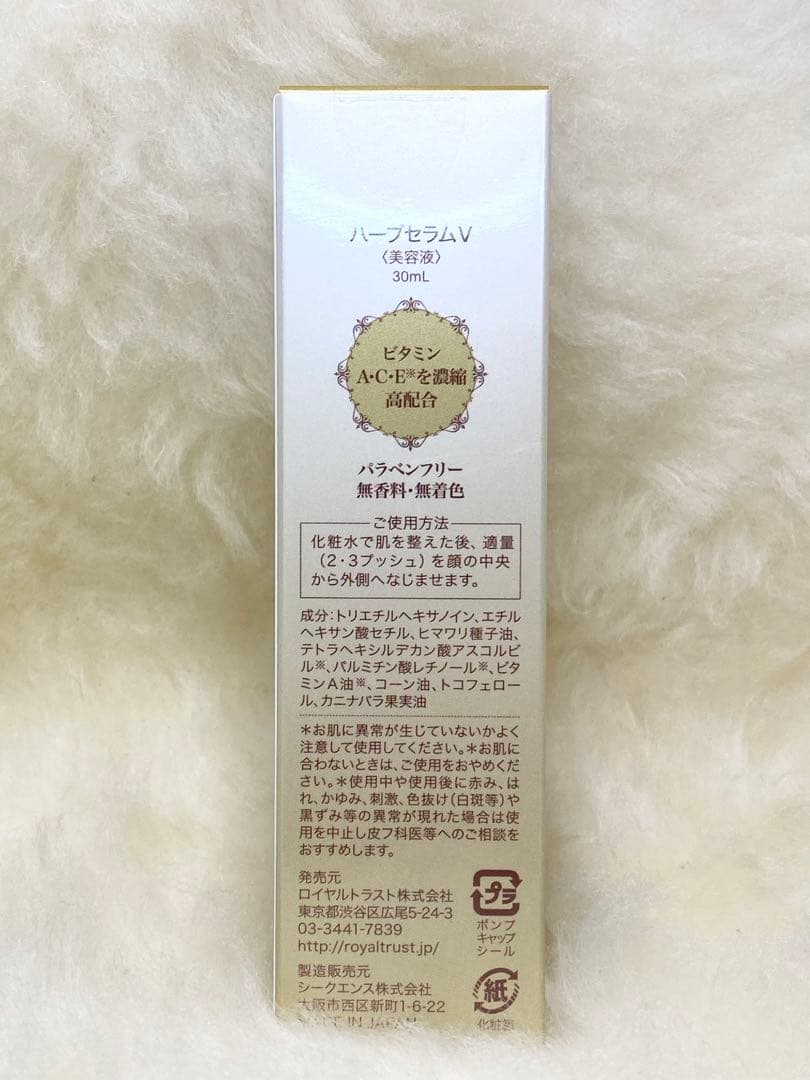 ハーブセラムV
〈美容液〉
30mL
ビタミン
A・C・E※を濃縮
高配合
パラベンフリー
無香料・無着色
ご使用方法
化粧水で肌を整えた後、適量
(2・3プッシュ)を顔の中央
から外側へなじませます。
成分:トリエチルヘキサノイン、エチル
ヘキサン酸セチル、ヒマワリ種子油、
テトラヘキシルデカン酸アスコルビ
ル※、パルミチン酸レチノール※、ビタ
ミンA油※、コーン油、トコフェロー
ル、カニナバラ果実油
＊お肌に異常が生じていないかよく
注意して使用してください。＊お肌に
合わないときは、ご使用をおやめくだ
さい。＊使用中や使用後に赤み、は
れ、かゆみ、刺激、色抜け(白斑等)や
黒ずみ等の異常が現れた場合は使
用を中止し皮フ科医等へのご相談を
おすすめします。
発売元
ロイヤルトラスト株式会社
東京都渋谷区広尾5-24-3
03-3441-7839
http://royaltrust.jp/
製造販売元
シークエンス株式会社
大阪市西区新町1-6-22
MADE IN JAPAN
プラ
ポンプ
キャップ
シール
紙
化粧箱